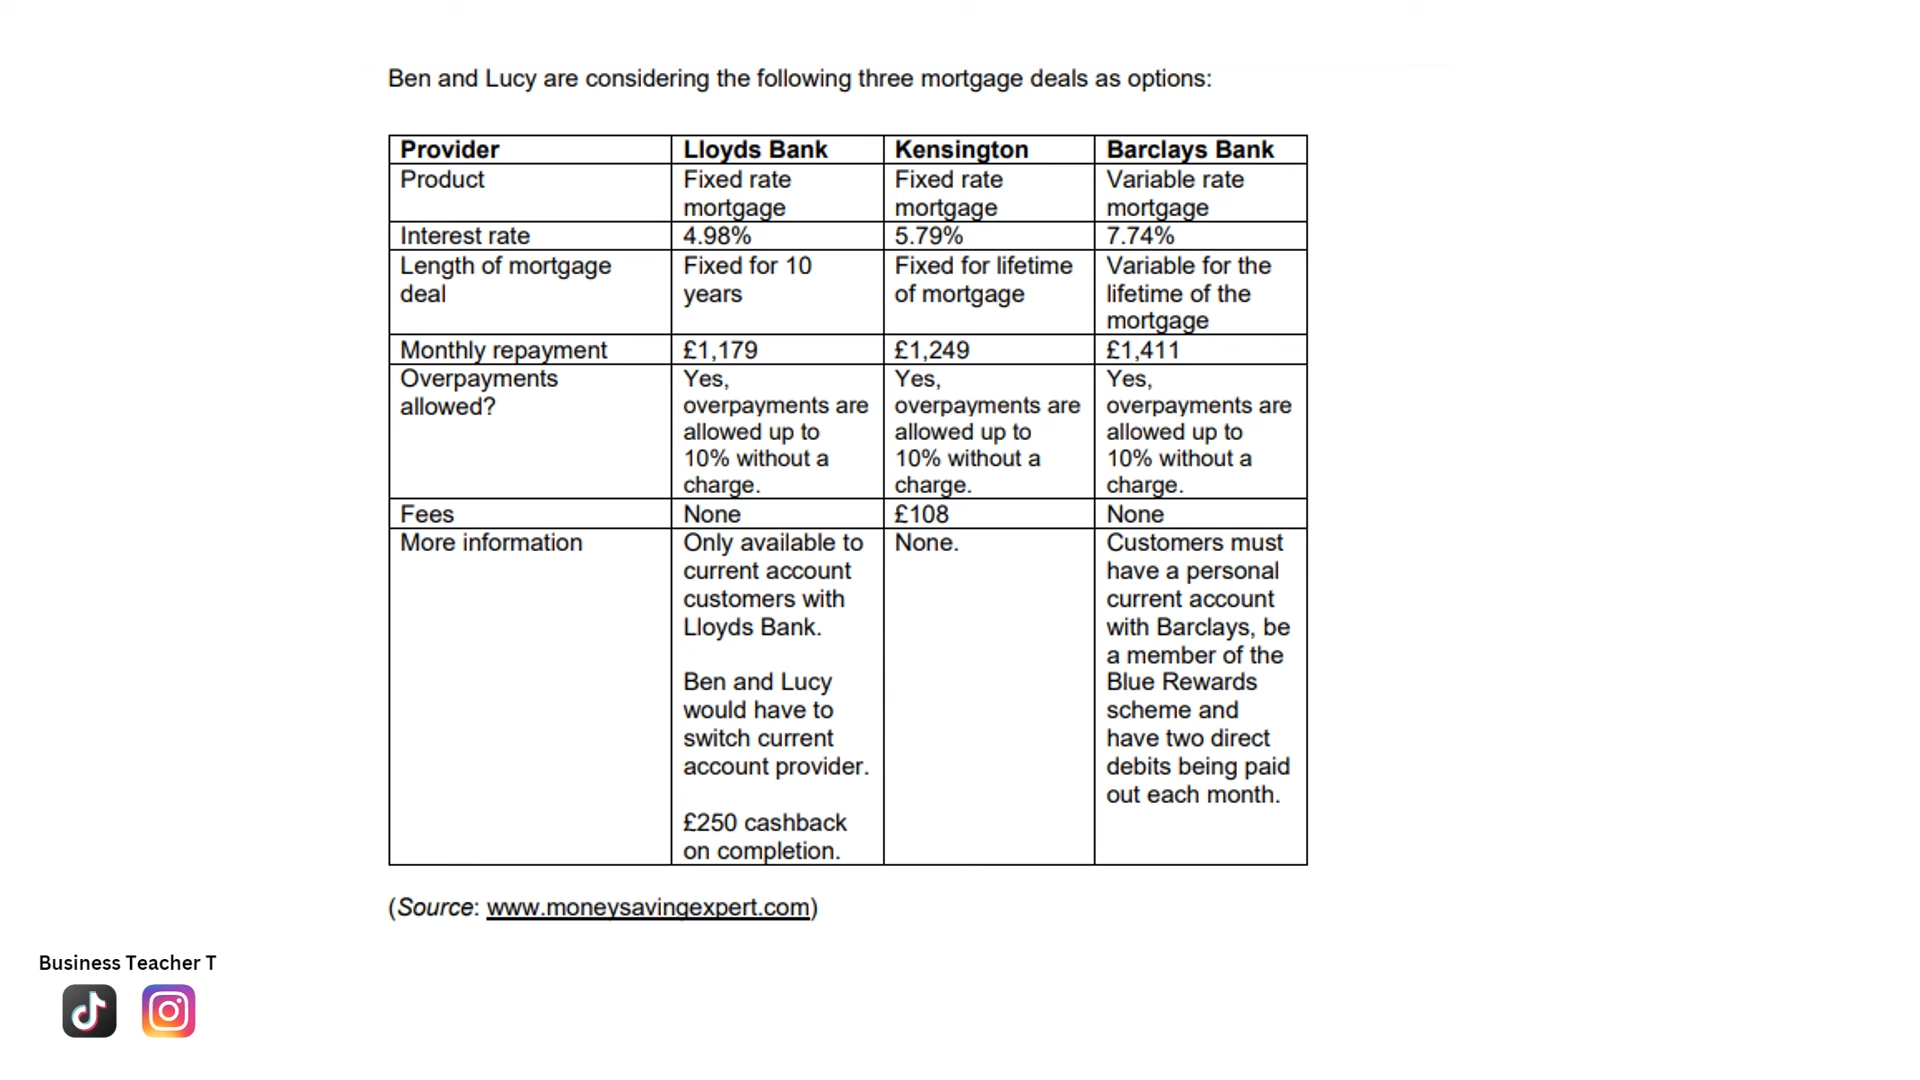 Ben and Lucy are considering the following three mortgage deals as options:
Provider Lloyds Bank Kensington Barclays Bank
Product Fixed rate mortgage Fixed rate mortgage Variable rate mortgage
Interest rate 4.98% 5.79% 7.74%
Length of mortgage deal Fixed for 10 years Fixed for lifetime of mortgage Variable for the lifetime of the mortgage
Monthly repayment £1,179 £1,249 £1,411
Overpayments allowed? Yes, overpayments are allowed up to 10% without a charge. Yes, overpayments are allowed up to 10% without a charge. Yes, overpayments are allowed up to 10% without a charge.
Fees None £108 None
More information Only available to current account customers with Lloyds Bank. Ben and Lucy would have to switch current account provider. £250 cashback on completion. None. Customers must have a personal current account with Barclays, be a member of the Blue Rewards scheme and have two direct debits being paid out each month.
(Source: www.moneysavingexpert.com)
Business Teacher T